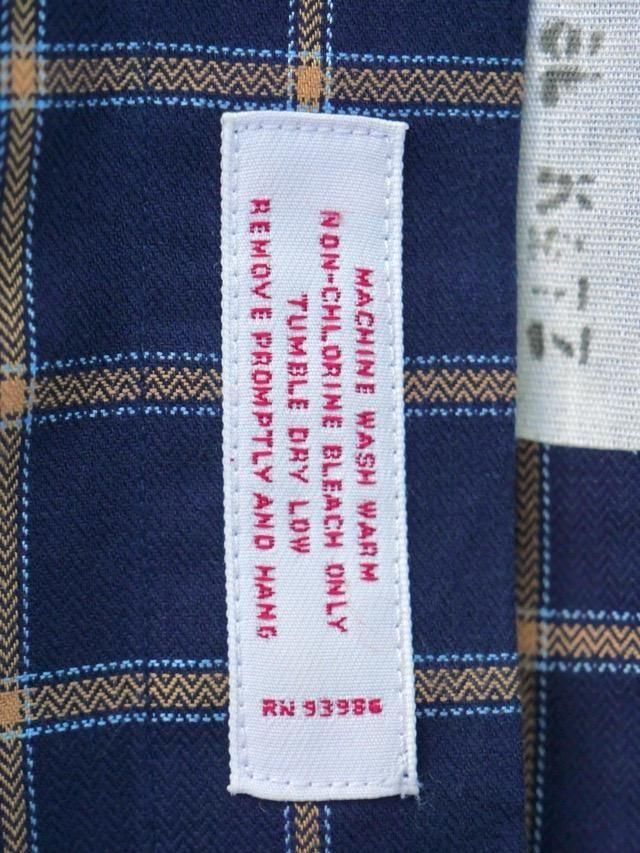 MACHINE WASH WARM
NON-CHLORINE BLEACH ONLY
TUMBLE DRY LOW
REMOVE PROMPTLY AND HANG
RN 93986